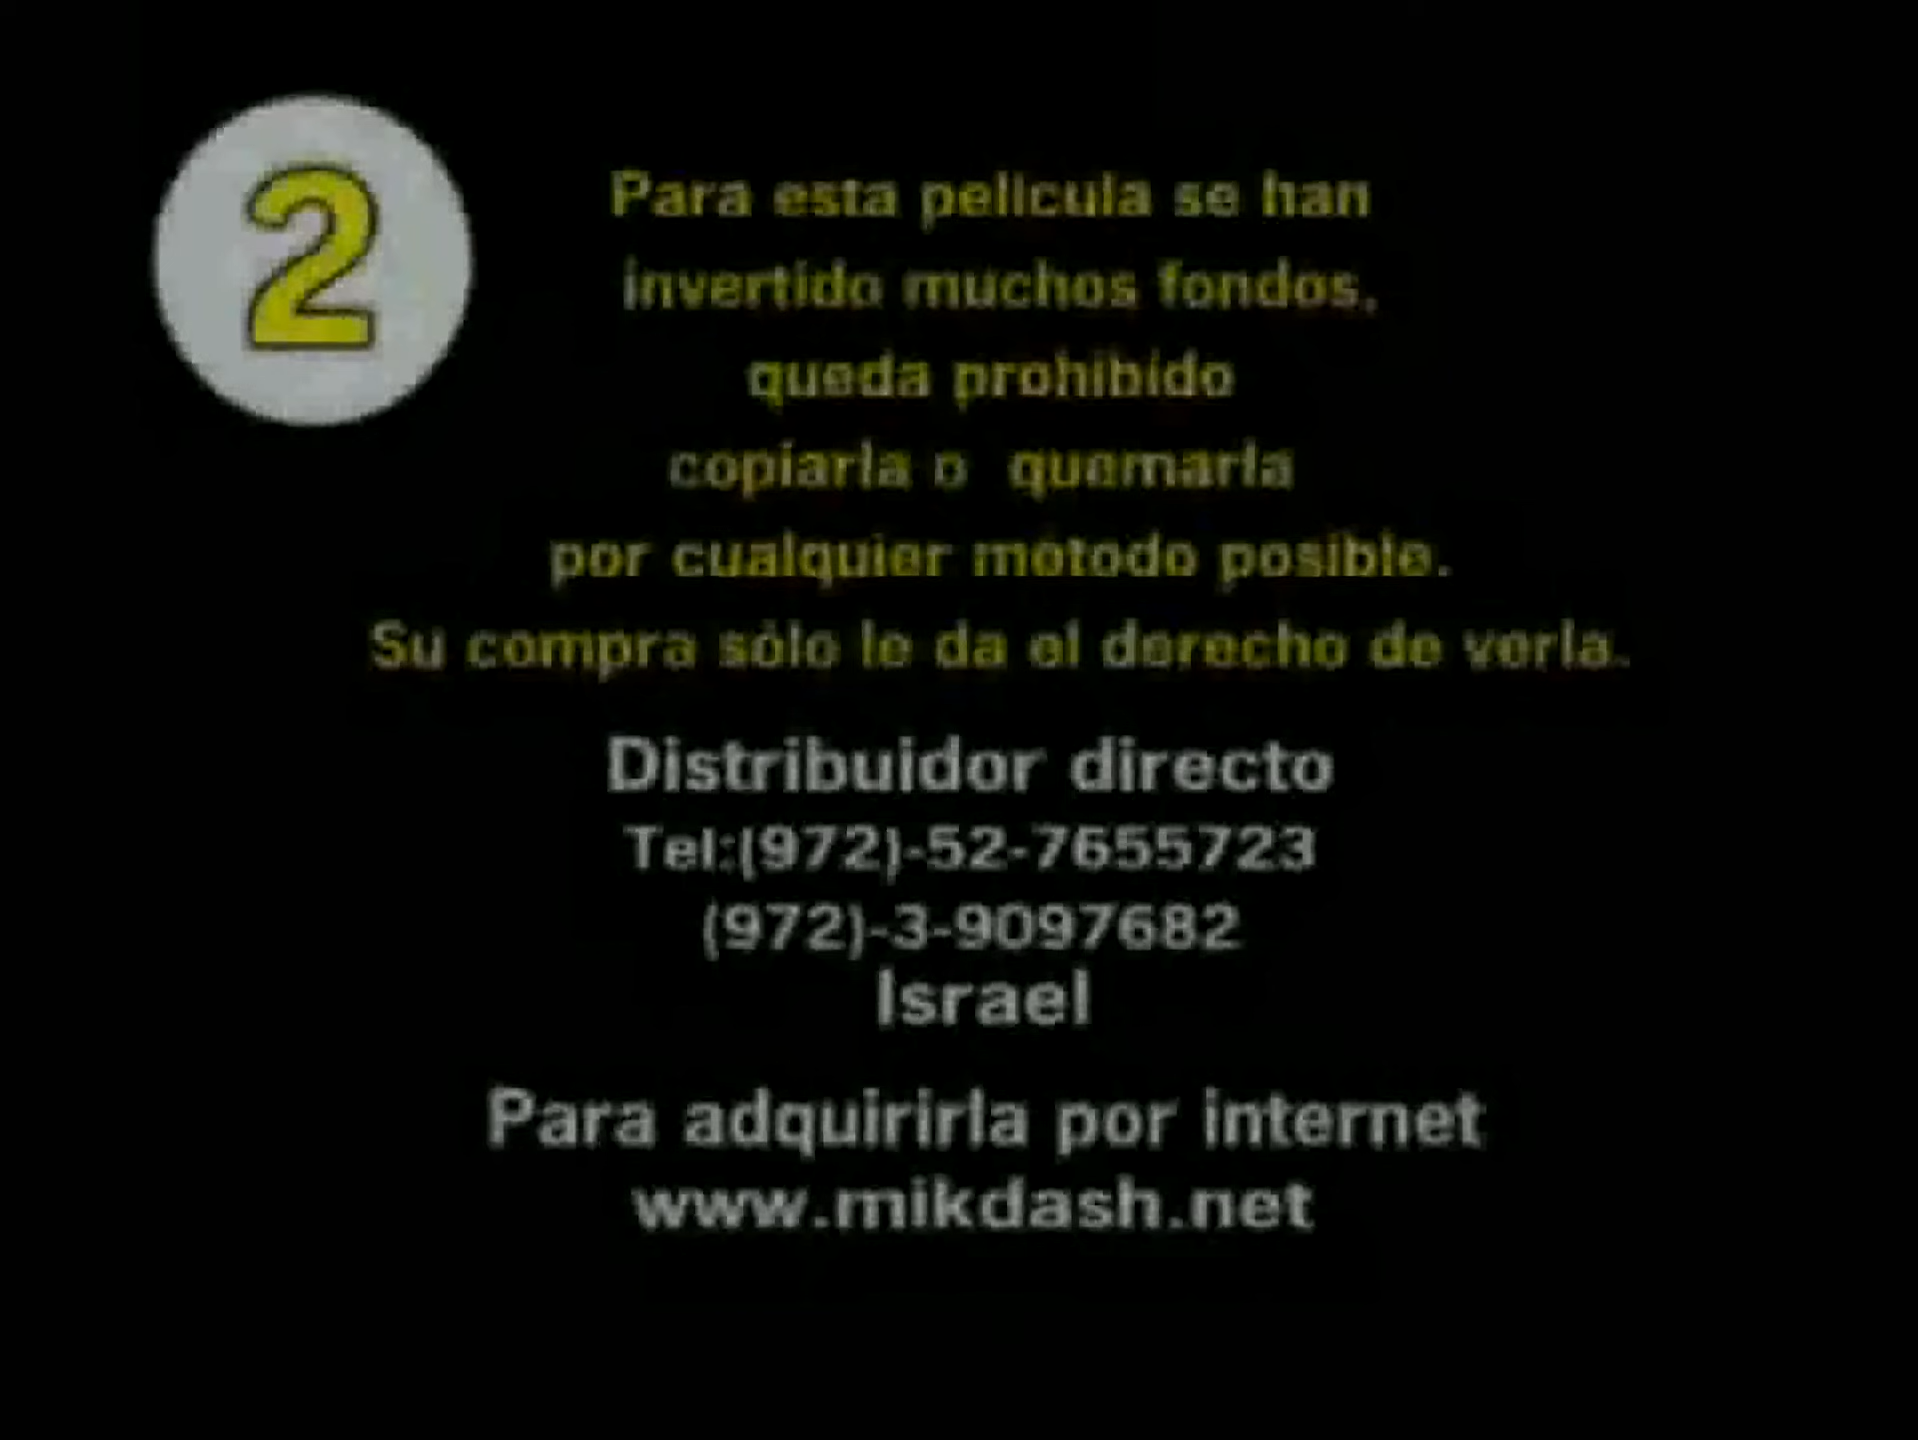 2
Para esta película se han
invertido muchos fondos,
queda prohibido
copiarla o quemarla
por cualquier método posible.
Su compra sólo le da el derecho de verla.
Distribuidor directo
Tel:(972)-52-7655723
(972)-3-9097682
Israel
Para adquirirla por internet
www.mikdash.net